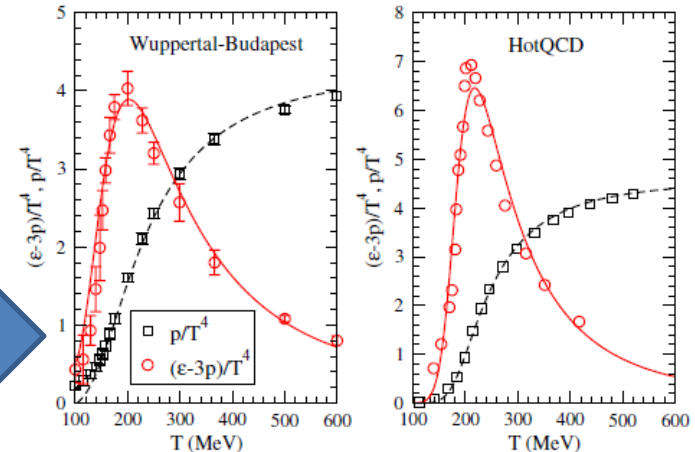 Wuppertal-Budapest
(ε-3p)/T⁴, p/T⁴
5
4
3
2
1
0
p/T⁴
(ε-3p)/T⁴
100 200 300 400 500 600
T (MeV)
HotQCD
(ε-3p)/T⁴, p/T⁴
8
7
6
5
4
3
2
1
0
100 200 300 400 500 600
T (MeV)